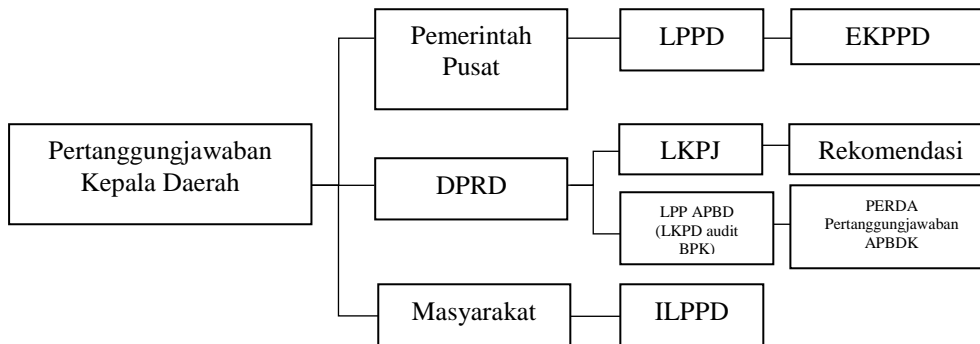 Pemerintah
Pusat
LPPD
EKPPD
Pertanggungjawaban
Kepala Daerah
DPRD
LKPJ
Rekomendasi
LPP APBD
(LKPD audit
BPK)
PERDA
Pertanggungjawaban
APBDK
Masyarakat
ILPPD